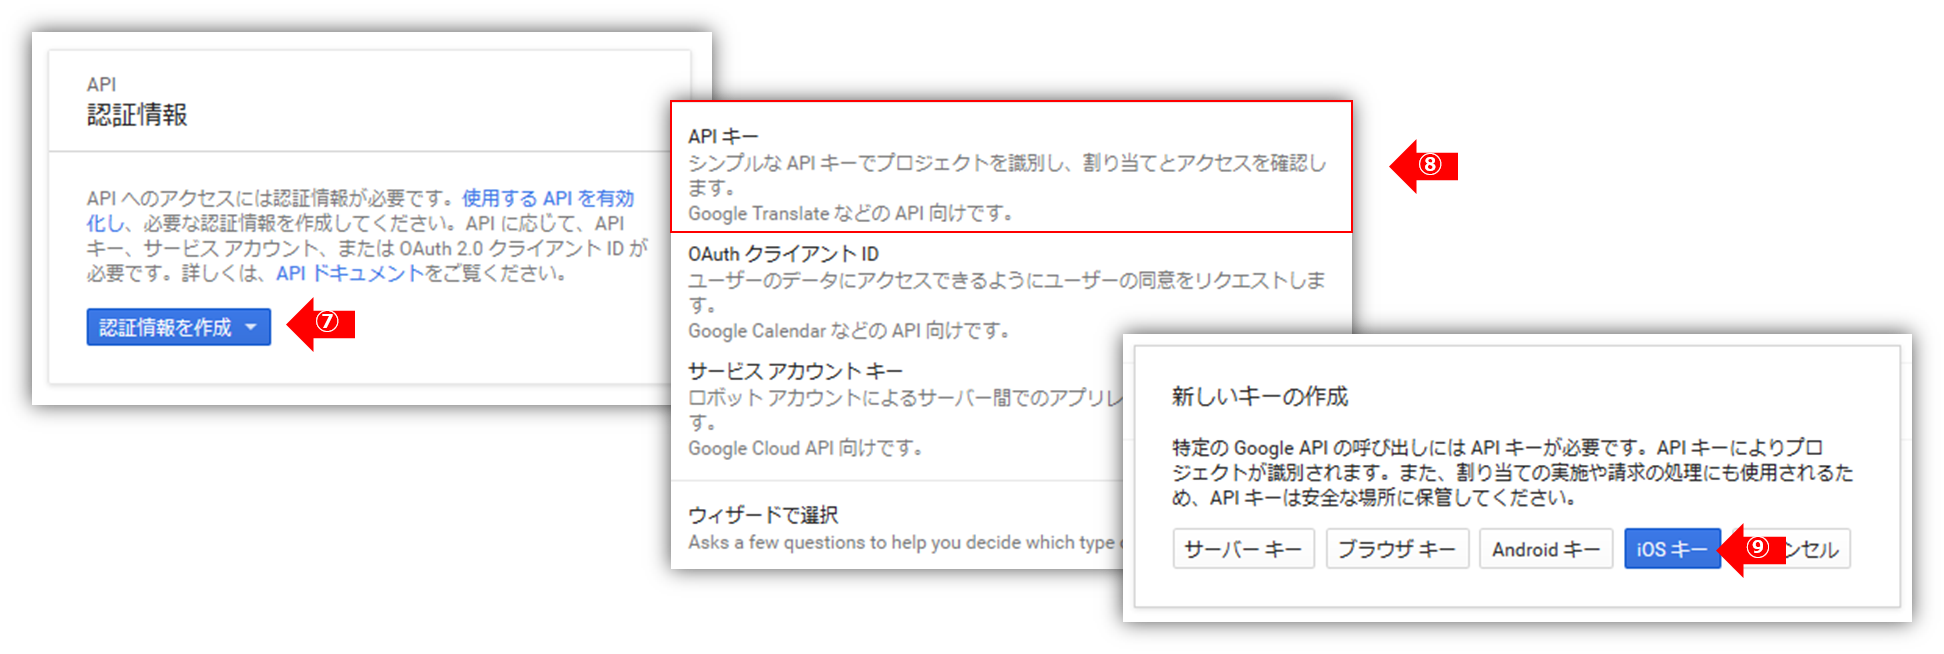 API
認証情報
API へのアクセスには認証情報が必要です。使用する API を有効
化し、必要な認証情報を作成してください。API に応じて、API
キー、サービス アカウント、または OAuth 2.0 クライアント ID が
必要です。詳しくは、API ドキュメントをご覧ください。
認証情報を作成
⑦
API キー
シンプルな API キーでプロジェクトを識別し、割り当てとアクセスを確認し
ます。
Google Translate などの API 向けです。
⑧
OAuth クライアント ID
ユーザーのデータにアクセスできるようにユーザーの同意をリクエストしま
す。
Google Calendar などの API 向けです。
サービス アカウント キー
ロボット アカウントによるサーバー間でのアプリレ
す。
Google Cloud API 向けです。
ウィザードで選択
Asks a few questions to help you decide which type
新しいキーの作成
特定の Google API の呼び出しには API キーが必要です。API キーによりプロ
ジェクトが識別されます。また、割り当ての実施や請求の処理にも使用されるた
め、API キーは安全な場所に保管してください。
サーバー キー ブラウザ キー Android キー iOS キー ⑨ ンセル